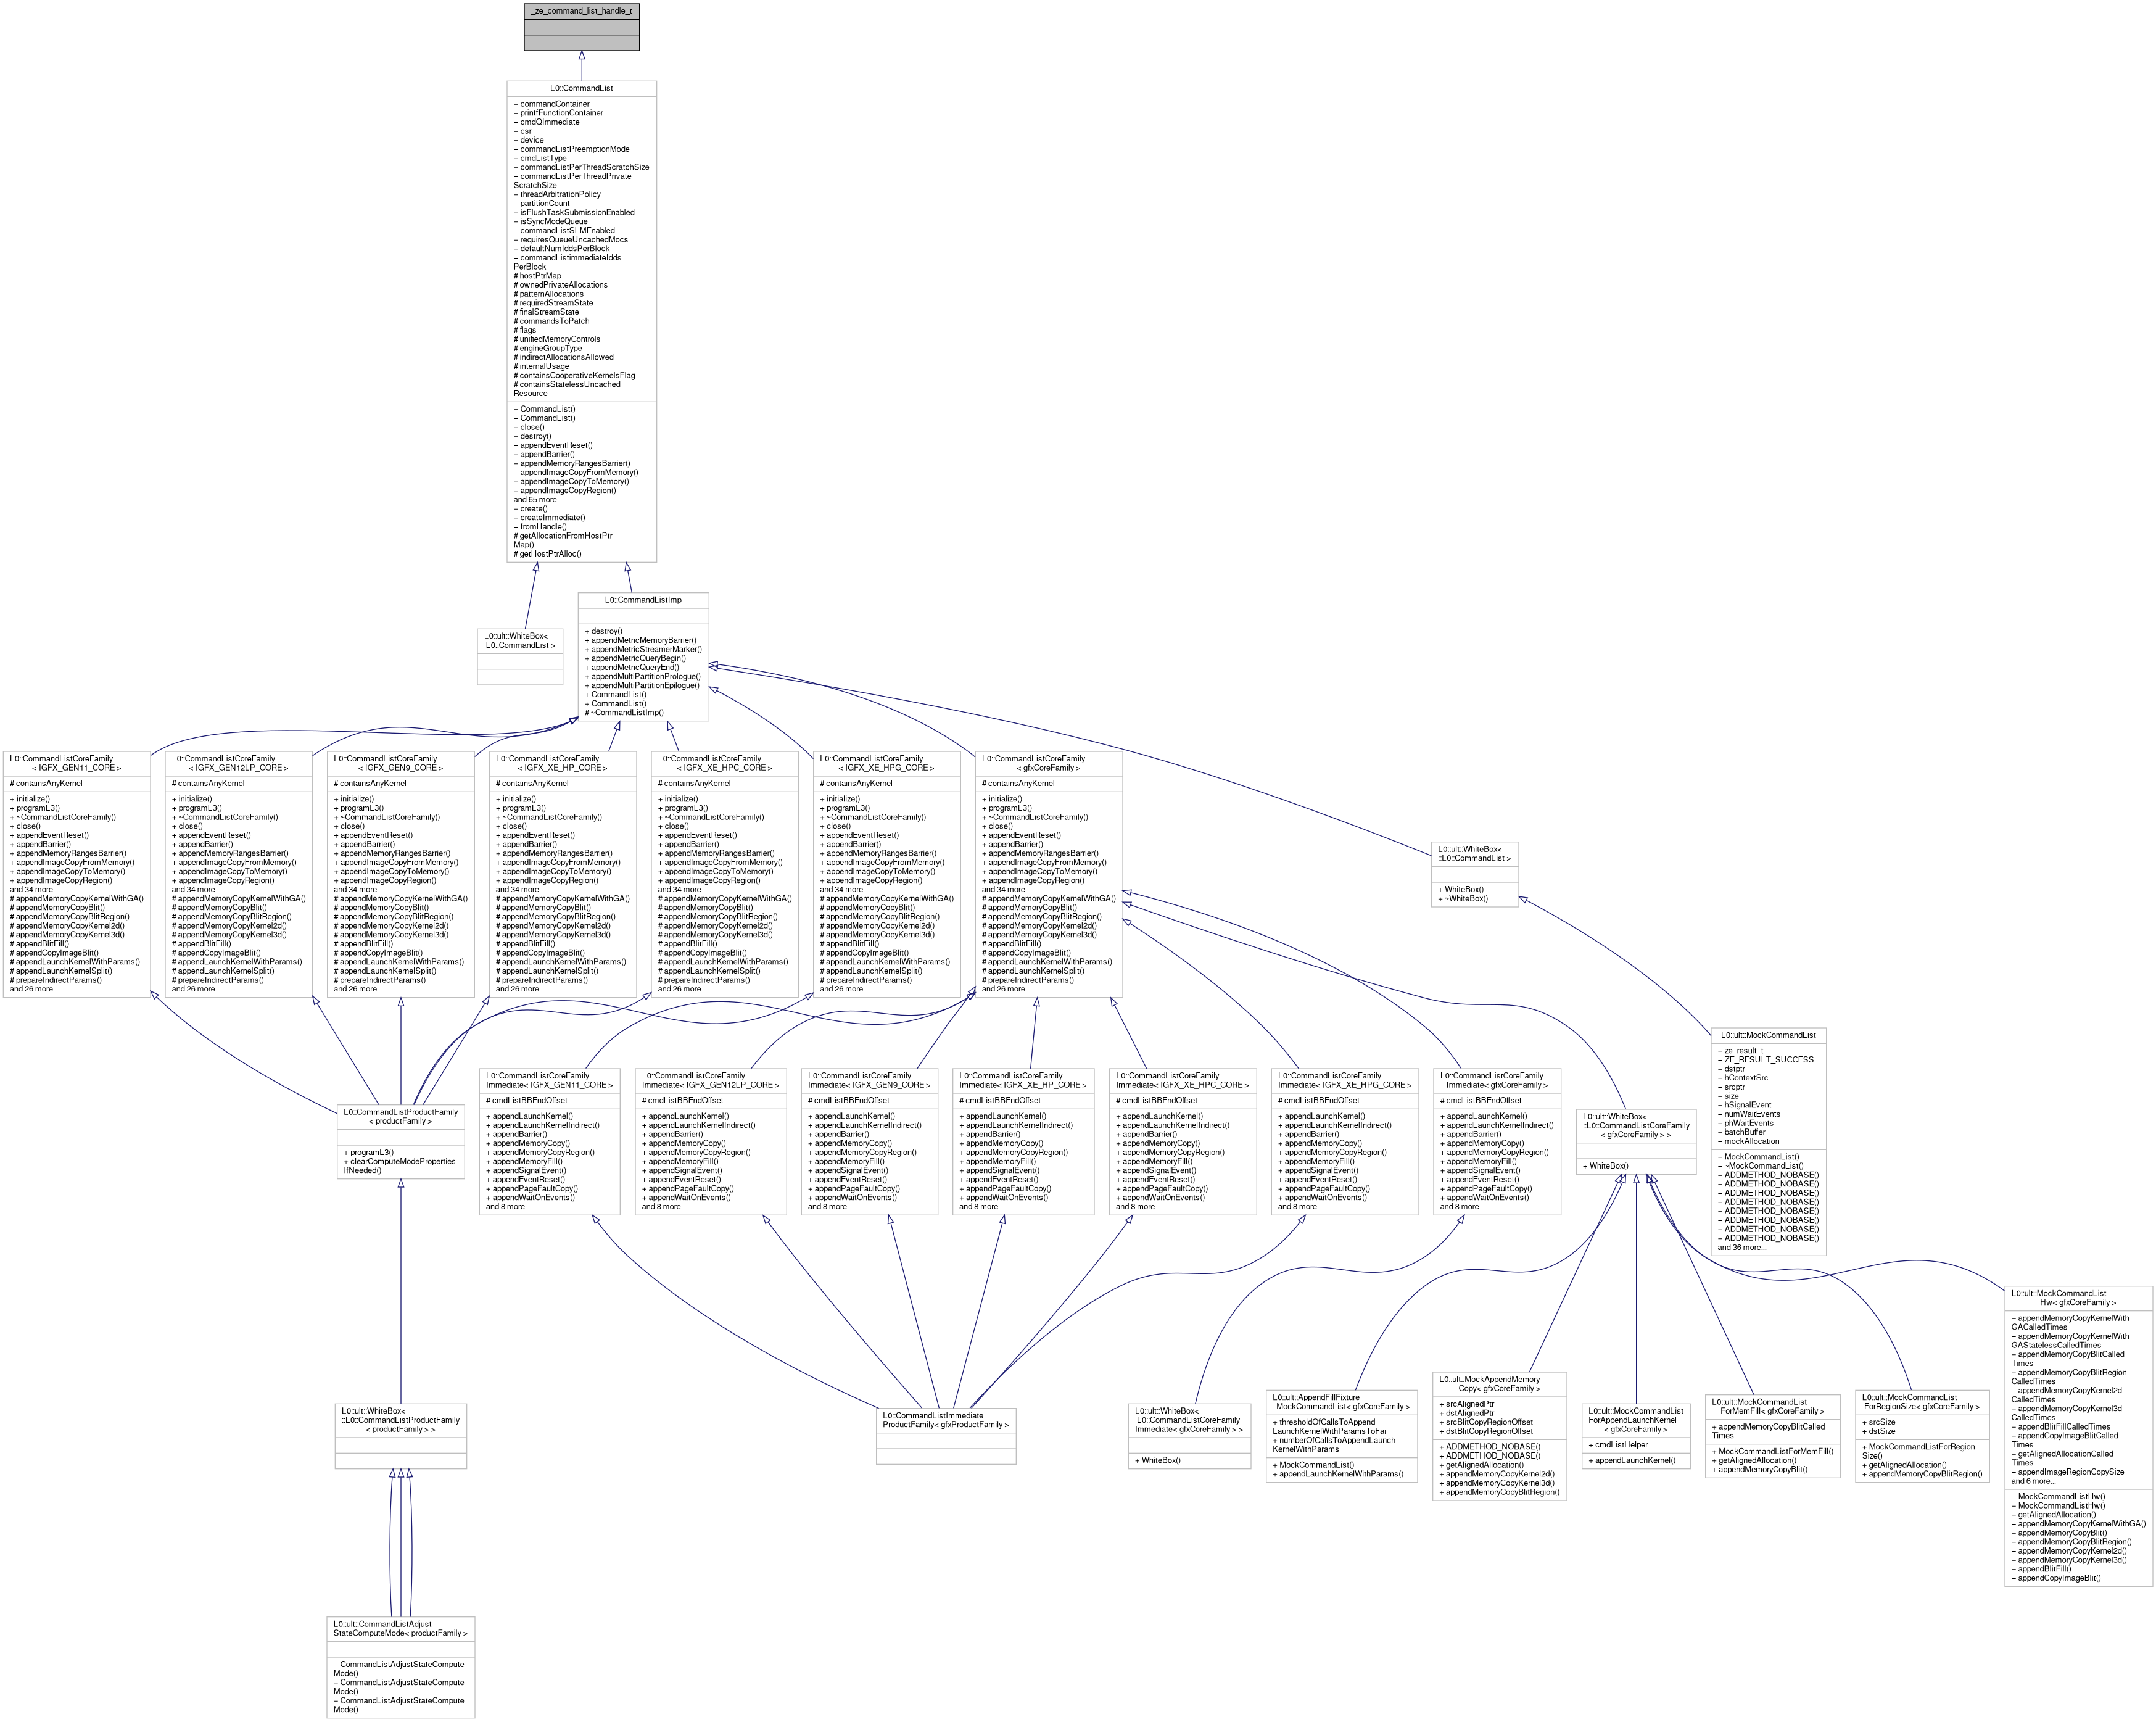 _ze_command_list_handle_t
L0::CommandList
+ commandContainer
+ printfFunctionContainer
+ cmdQImmediate
+ csr
+ device
+ commandListPreemptionMode
+ cmdListType
+ commandListPerThreadScratchSize
+ commandListPerThreadPrivate
ScratchSize
+ threadArbitrationPolicy
+ partitionCount
+ isFlushTaskSubmissionEnabled
+ isSyncModeQueue
+ commandListSLMEnabled
+ requiresQueueUncachedMocs
+ defaultNumIddsPerBlock
+ commandListimmediateIdds
PerBlock
# hostPtrMap
# ownedPrivateAllocations
# patternAllocations
# requiredStreamState
# finalStreamState
# commandsToPatch
# flags
# unifiedMemoryControls
# engineGroupType
# indirectAllocationsAllowed
# internalUsage
# containsCooperativeKernelsFlag
# containsStatelessUncached
Resource
+ CommandList()
+ CommandList()
+ close()
+ destroy()
+ appendEventReset()
+ appendBarrier()
+ appendMemoryRangesBarrier()
+ appendImageCopyFromMemory()
+ appendImageCopyToMemory()
+ appendImageCopyRegion()
and 65 more...
+ create()
+ createImmediate()
+ fromHandle()
# getAllocationFromHostPtr
Map()
# getHostPtrAlloc()
L0::ult::WhiteBox<
L0::CommandList >
L0::CommandListImp
+ destroy()
+ appendMetricMemoryBarrier()
+ appendMetricStreamerMarker()
+ appendMetricQueryBegin()
+ appendMetricQueryEnd()
+ appendMultiPartitionPrologue()
+ appendMultiPartitionEpilogue()
+ CommandList()
+ CommandList()
# ~CommandListImp()
L0::CommandListCoreFamily
< IGFX_GEN11_CORE >
# containsAnyKernel
+ initialize()
+ programL3()
+ ~CommandListCoreFamily()
+ close()
+ appendEventReset()
+ appendBarrier()
+ appendMemoryRangesBarrier()
+ appendImageCopyFromMemory()
+ appendImageCopyToMemory()
+ appendImageCopyRegion()
and 34 more...
# appendMemoryCopyKernelWithGA()
# appendMemoryCopyBlit()
# appendMemoryCopyBlitRegion()
# appendMemoryCopyKernel2d()
# appendMemoryCopyKernel3d()
# appendBlitFill()
# appendCopyImageBlit()
# appendLaunchKernelWithParams()
# appendLaunchKernelSplit()
# prepareIndirectParams()
and 26 more...
L0::CommandListCoreFamily
< IGFX_GEN12LP_CORE >
# containsAnyKernel
+ initialize()
+ programL3()
+ ~CommandListCoreFamily()
+ close()
+ appendEventReset()
+ appendBarrier()
+ appendMemoryRangesBarrier()
+ appendImageCopyFromMemory()
+ appendImageCopyToMemory()
+ appendImageCopyRegion()
and 34 more...
# appendMemoryCopyKernelWithGA()
# appendMemoryCopyBlit()
# appendMemoryCopyBlitRegion()
# appendMemoryCopyKernel2d()
# appendMemoryCopyKernel3d()
# appendBlitFill()
# appendCopyImageBlit()
# appendLaunchKernelWithParams()
# appendLaunchKernelSplit()
# prepareIndirectParams()
and 26 more...
L0::CommandListCoreFamily
< IGFX_GEN9_CORE >
# containsAnyKernel
+ initialize()
+ programL3()
+ ~CommandListCoreFamily()
+ close()
+ appendEventReset()
+ appendBarrier()
+ appendMemoryRangesBarrier()
+ appendImageCopyFromMemory()
+ appendImageCopyToMemory()
+ appendImageCopyRegion()
and 34 more...
# appendMemoryCopyKernelWithGA()
# appendMemoryCopyBlit()
# appendMemoryCopyBlitRegion()
# appendMemoryCopyKernel2d()
# appendMemoryCopyKernel3d()
# appendBlitFill()
# appendCopyImageBlit()
# appendLaunchKernelWithParams()
# appendLaunchKernelSplit()
# prepareIndirectParams()
and 26 more...
L0::CommandListCoreFamily
< IGFX_XE_HP_CORE >
# containsAnyKernel
+ initialize()
+ programL3()
+ ~CommandListCoreFamily()
+ close()
+ appendEventReset()
+ appendBarrier()
+ appendMemoryRangesBarrier()
+ appendImageCopyFromMemory()
+ appendImageCopyToMemory()
+ appendImageCopyRegion()
and 34 more...
# appendMemoryCopyKernelWithGA()
# appendMemoryCopyBlit()
# appendMemoryCopyBlitRegion()
# appendMemoryCopyKernel2d()
# appendMemoryCopyKernel3d()
# appendBlitFill()
# appendCopyImageBlit()
# appendLaunchKernelWithParams()
# appendLaunchKernelSplit()
# prepareIndirectParams()
and 26 more...
L0::CommandListCoreFamily
< IGFX_XE_HPC_CORE >
# containsAnyKernel
+ initialize()
+ programL3()
+ ~CommandListCoreFamily()
+ close()
+ appendEventReset()
+ appendBarrier()
+ appendMemoryRangesBarrier()
+ appendImageCopyFromMemory()
+ appendImageCopyToMemory()
+ appendImageCopyRegion()
and 34 more...
# appendMemoryCopyKernelWithGA()
# appendMemoryCopyBlit()
# appendMemoryCopyBlitRegion()
# appendMemoryCopyKernel2d()
# appendMemoryCopyKernel3d()
# appendBlitFill()
# appendCopyImageBlit()
# appendLaunchKernelWithParams()
# appendLaunchKernelSplit()
# prepareIndirectParams()
and 26 more...
L0::CommandListCoreFamily
< IGFX_XE_HPG_CORE >
# containsAnyKernel
+ initialize()
+ programL3()
+ ~CommandListCoreFamily()
+ close()
+ appendEventReset()
+ appendBarrier()
+ appendMemoryRangesBarrier()
+ appendImageCopyFromMemory()
+ appendImageCopyToMemory()
+ appendImageCopyRegion()
and 34 more...
# appendMemoryCopyKernelWithGA()
# appendMemoryCopyBlit()
# appendMemoryCopyBlitRegion()
# appendMemoryCopyKernel2d()
# appendMemoryCopyKernel3d()
# appendBlitFill()
# appendCopyImageBlit()
# appendLaunchKernelWithParams()
# appendLaunchKernelSplit()
# prepareIndirectParams()
and 26 more...
L0::CommandListCoreFamily
< gfxCoreFamily >
# containsAnyKernel
+ initialize()
+ programL3()
+ ~CommandListCoreFamily()
+ close()
+ appendEventReset()
+ appendBarrier()
+ appendMemoryRangesBarrier()
+ appendImageCopyFromMemory()
+ appendImageCopyToMemory()
+ appendImageCopyRegion()
and 34 more...
# appendMemoryCopyKernelWithGA()
# appendMemoryCopyBlit()
# appendMemoryCopyBlitRegion()
# appendMemoryCopyKernel2d()
# appendMemoryCopyKernel3d()
# appendBlitFill()
# appendCopyImageBlit()
# appendLaunchKernelWithParams()
# appendLaunchKernelSplit()
# prepareIndirectParams()
and 26 more...
L0::ult::WhiteBox<
::L0::CommandList >
+ WhiteBox()
+ ~WhiteBox()
L0::ult::MockCommandList
+ ze_result_t
+ ZE_RESULT_SUCCESS
+ dstptr
+ hContextSrc
+ srcptr
+ size
+ hSignalEvent
+ numWaitEvents
+ phWaitEvents
+ batchBuffer
+ mockAllocation
+ MockCommandList()
+ ~MockCommandList()
+ ADDMETHOD_NOBASE()
+ ADDMETHOD_NOBASE()
+ ADDMETHOD_NOBASE()
+ ADDMETHOD_NOBASE()
+ ADDMETHOD_NOBASE()
+ ADDMETHOD_NOBASE()
+ ADDMETHOD_NOBASE()
+ ADDMETHOD_NOBASE()
and 36 more...
L0::CommandListProductFamily
< productFamily >
+ programL3()
+ clearComputeModeProperties
IfNeeded()
L0::CommandListCoreFamily
Immediate< IGFX_GEN11_CORE >
# cmdListBBEndOffset
+ appendLaunchKernel()
+ appendLaunchKernelIndirect()
+ appendBarrier()
+ appendMemoryCopy()
+ appendMemoryCopyRegion()
+ appendMemoryFill()
+ appendSignalEvent()
+ appendEventReset()
+ appendPageFaultCopy()
+ appendWaitOnEvents()
and 8 more...
L0::CommandListCoreFamily
Immediate< IGFX_GEN12LP_CORE >
# cmdListBBEndOffset
+ appendLaunchKernel()
+ appendLaunchKernelIndirect()
+ appendBarrier()
+ appendMemoryCopy()
+ appendMemoryCopyRegion()
+ appendMemoryFill()
+ appendSignalEvent()
+ appendEventReset()
+ appendPageFaultCopy()
+ appendWaitOnEvents()
and 8 more...
L0::CommandListCoreFamily
Immediate< IGFX_GEN9_CORE >
# cmdListBBEndOffset
+ appendLaunchKernel()
+ appendLaunchKernelIndirect()
+ appendBarrier()
+ appendMemoryCopy()
+ appendMemoryCopyRegion()
+ appendMemoryFill()
+ appendSignalEvent()
+ appendEventReset()
+ appendPageFaultCopy()
+ appendWaitOnEvents()
and 8 more...
L0::CommandListCoreFamily
Immediate< IGFX_XE_HP_CORE >
# cmdListBBEndOffset
+ appendLaunchKernel()
+ appendLaunchKernelIndirect()
+ appendBarrier()
+ appendMemoryCopy()
+ appendMemoryCopyRegion()
+ appendMemoryFill()
+ appendSignalEvent()
+ appendEventReset()
+ appendPageFaultCopy()
+ appendWaitOnEvents()
and 8 more...
L0::CommandListCoreFamily
Immediate< IGFX_XE_HPC_CORE >
# cmdListBBEndOffset
+ appendLaunchKernel()
+ appendLaunchKernelIndirect()
+ appendBarrier()
+ appendMemoryCopy()
+ appendMemoryCopyRegion()
+ appendMemoryFill()
+ appendSignalEvent()
+ appendEventReset()
+ appendPageFaultCopy()
+ appendWaitOnEvents()
and 8 more...
L0::CommandListCoreFamily
Immediate< IGFX_XE_HPG_CORE >
# cmdListBBEndOffset
+ appendLaunchKernel()
+ appendLaunchKernelIndirect()
+ appendBarrier()
+ appendMemoryCopy()
+ appendMemoryCopyRegion()
+ appendMemoryFill()
+ appendSignalEvent()
+ appendEventReset()
+ appendPageFaultCopy()
+ appendWaitOnEvents()
and 8 more...
L0::CommandListCoreFamily
Immediate< gfxCoreFamily >
# cmdListBBEndOffset
+ appendLaunchKernel()
+ appendLaunchKernelIndirect()
+ appendBarrier()
+ appendMemoryCopy()
+ appendMemoryCopyRegion()
+ appendMemoryFill()
+ appendSignalEvent()
+ appendEventReset()
+ appendPageFaultCopy()
+ appendWaitOnEvents()
and 8 more...
L0::ult::WhiteBox<
::L0::CommandListCoreFamily
< gfxCoreFamily > >
+ WhiteBox()
L0::ult::MockCommandList
Hw< gfxCoreFamily >
+ appendMemoryCopyKernelWith
GACalledTimes
+ appendMemoryCopyKernelWith
GAStatelessCalledTimes
+ appendMemoryCopyBlitCalled
Times
+ appendMemoryCopyBlitRegion
CalledTimes
+ appendMemoryCopyKernel2d
CalledTimes
+ appendMemoryCopyKernel3d
CalledTimes
+ appendBlitFillCalledTimes
+ appendCopyImageBlitCalled
Times
+ getAlignedAllocationCalled
Times
+ appendImageRegionCopySize
and 6 more...
+ MockCommandListHw()
+ MockCommandListHw()
+ getAlignedAllocation()
+ appendMemoryCopyKernelWithGA()
+ appendMemoryCopyBlit()
+ appendMemoryCopyBlitRegion()
+ appendMemoryCopyKernel2d()
+ appendMemoryCopyKernel3d()
+ appendBlitFill()
+ appendCopyImageBlit()
L0::ult::WhiteBox<
::L0::CommandListProductFamily
< productFamily > >
L0::CommandListImmediate
ProductFamily< gfxProductFamily >
L0::ult::WhiteBox<
L0::CommandListCoreFamily
Immediate< gfxCoreFamily > >
+ WhiteBox()
L0::ult::AppendFillFixture
::MockCommandList< gfxCoreFamily >
+ thresholdOfCallsToAppend
LaunchKernelWithParamsToFail
+ numberOfCallsToAppendLaunch
KernelWithParams
+ MockCommandList()
+ appendLaunchKernelWithParams()
L0::ult::MockAppendMemory
Copy< gfxCoreFamily >
+ srcAlignedPtr
+ dstAlignedPtr
+ srcBlitCopyRegionOffset
+ dstBlitCopyRegionOffset
+ ADDMETHOD_NOBASE()
+ ADDMETHOD_NOBASE()
+ getAlignedAllocation()
+ appendMemoryCopyKernel2d()
+ appendMemoryCopyKernel3d()
+ appendMemoryCopyBlitRegion()
L0::ult::MockCommandList
ForAppendLaunchKernel
< gfxCoreFamily >
+ cmdListHelper
+ appendLaunchKernel()
L0::ult::MockCommandList
ForMemFill< gfxCoreFamily >
+ appendMemoryCopyBlitCalled
Times
+ MockCommandListForMemFill()
+ getAlignedAllocation()
+ appendMemoryCopyBlit()
L0::ult::MockCommandList
ForRegionSize< gfxCoreFamily >
+ srcSize
+ dstSize
+ MockCommandListForRegion
Size()
+ getAlignedAllocation()
+ appendMemoryCopyBlitRegion()
L0::ult::CommandListAdjust
StateComputeMode< productFamily >
+ CommandListAdjustStateCompute
Mode()
+ CommandListAdjustStateCompute
Mode()
+ CommandListAdjustStateCompute
Mode()